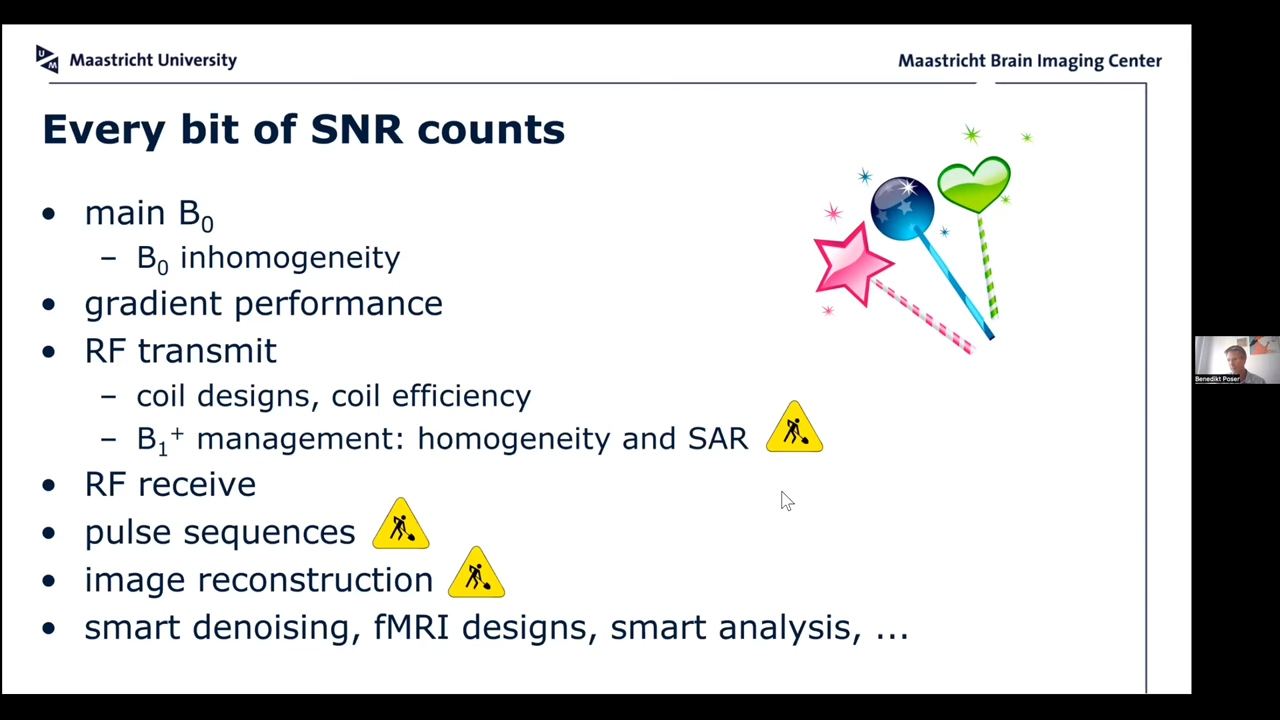 Maastricht University
Maastricht Brain Imaging Center
Every bit of SNR counts
• main B₀
– B₀ inhomogeneity
• gradient performance
• RF transmit
– coil designs, coil efficiency
– B₁⁺ management: homogeneity and SAR
• RF receive
• pulse sequences
• image reconstruction
• smart denoising, fMRI designs, smart analysis, ...
Benedikt Poser